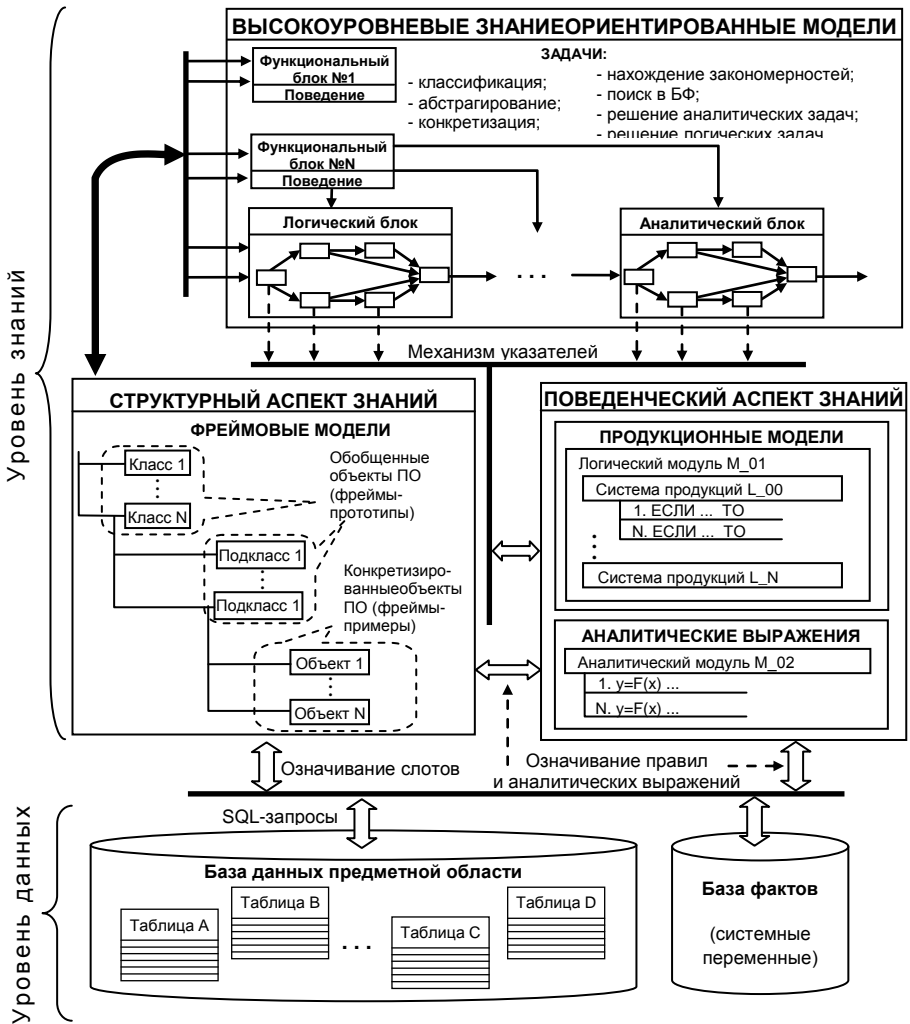 ВЫСОКОУРОВНЕВЫЕ ЗНАНИЕОРИЕНТИРОВАННЫЕ МОДЕЛИ
Функциональный
блок №1
Поведение
ЗАДАЧИ:
- классификация;
- абстрагирование;
- конкретизация;
- нахождение закономерностей;
- поиск в БФ;
- решение аналитических задач;
- решение логических задач
Функциональный
блок №N
Поведение
Логический блок
. . .
Аналитический блок
Уровень знаний
Механизм указателей
СТРУКТУРНЫЙ АСПЕКТ ЗНАНИЙ
ФРЕЙМОВЫЕ МОДЕЛИ
Класс 1
Класс N
Обобщенные
объекты ПО
(фреймы-
прототипы)
Подкласс 1
Подкласс 1
Конкретизиро-
ванныеобъекты
ПО (фреймы-
примеры)
Объект 1
Объект N
ПОВЕДЕНЧЕСКИЙ АСПЕКТ ЗНАНИЙ
ПРОДУКЦИОННЫЕ МОДЕЛИ
Логический модуль M_01
Система продукций L_00
1. ЕСЛИ ... ТО
N. ЕСЛИ ... ТО
Система продукций L_N
АНАЛИТИЧЕСКИЕ ВЫРАЖЕНИЯ
Аналитический модуль M_02
1. y=F(x) ...
N. y=F(x) ...
Означивание слотов
Означивание правил
и аналитических выражений
Уровень данных
SQL-запросы
База данных предметной области
Таблица A
Таблица B
. . .
Таблица C
Таблица D
База фактов
(системные
переменные)